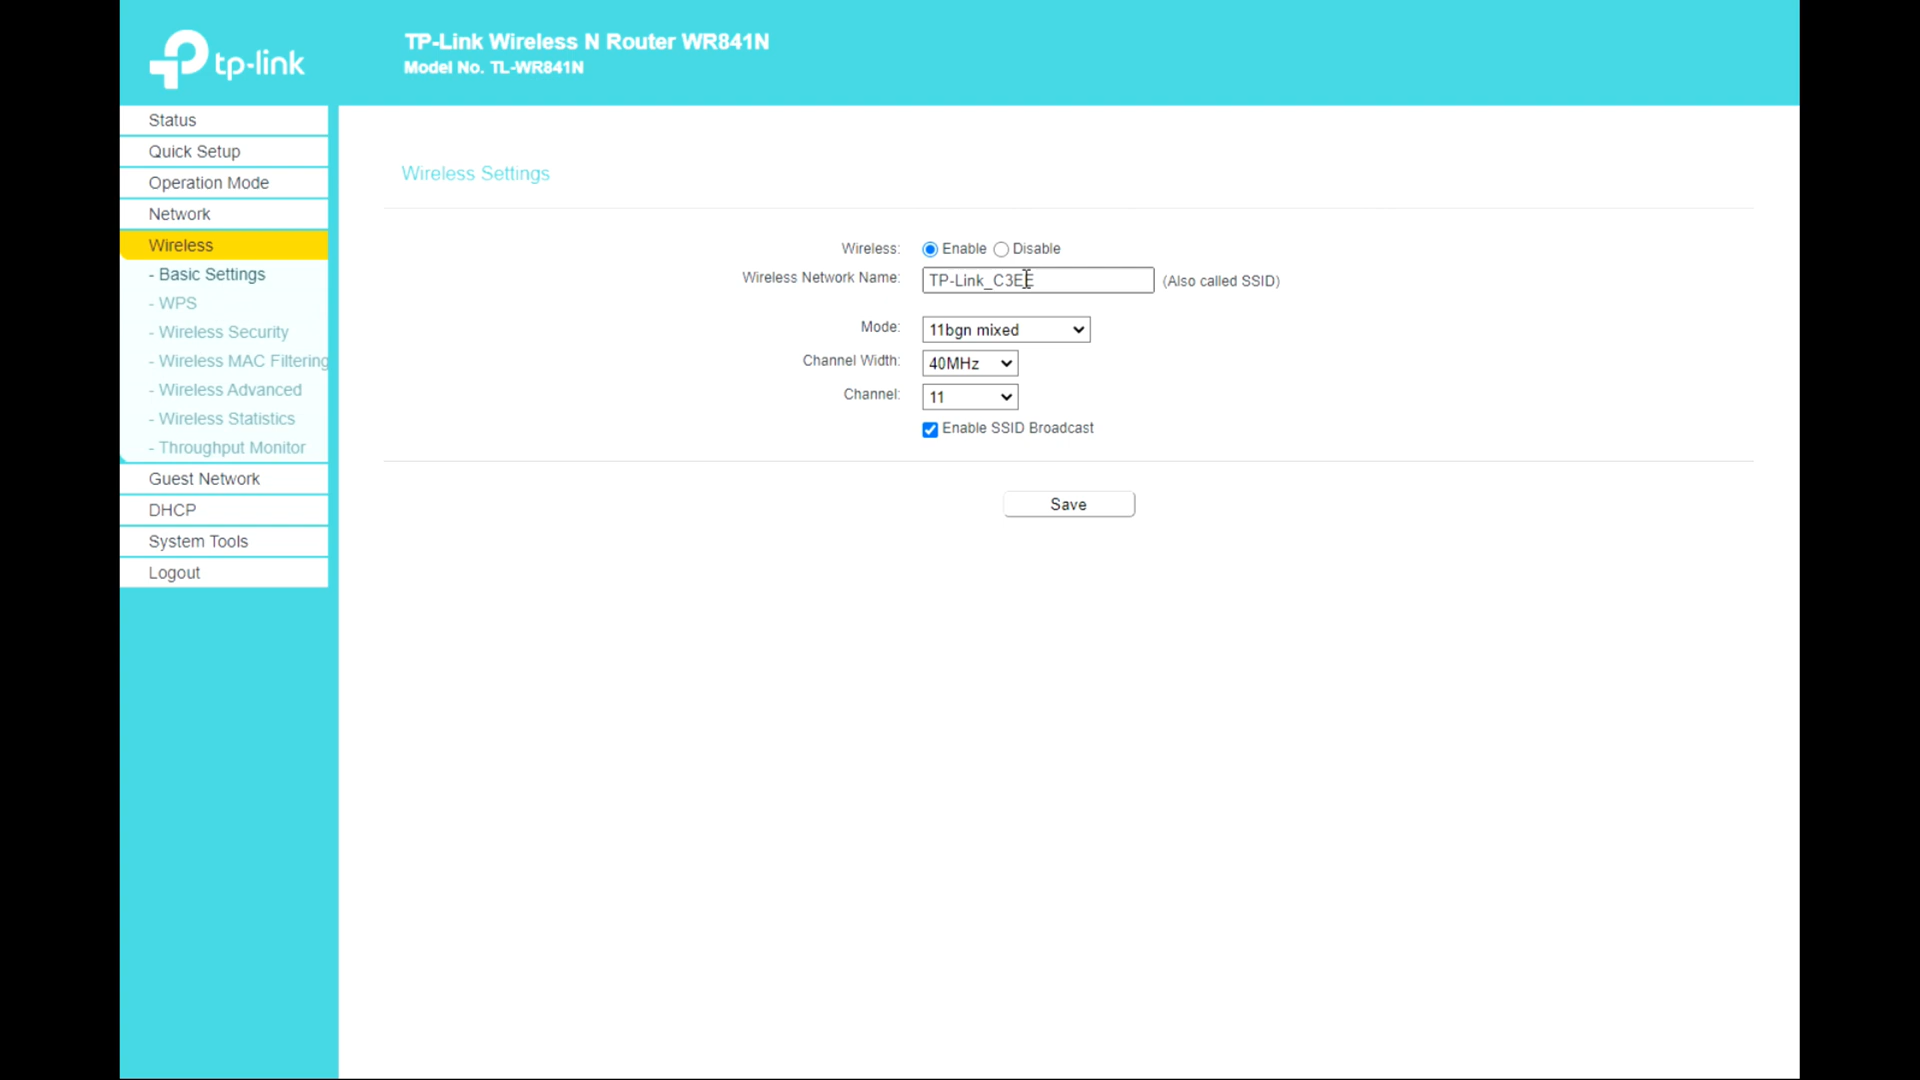 tp-link
TP-Link Wireless N Router WR841N
Model No. TL-WR841N
Status
Quick Setup
Operation Mode
Network
Wireless
- Basic Settings
- WPS
- Wireless Security
- Wireless MAC Filtering
- Wireless Advanced
- Wireless Statistics
- Throughput Monitor
Guest Network
DHCP
System Tools
Logout
Wireless Settings
Wireless: Enable Disable
Wireless Network Name: TP-Link_C3EE (Also called SSID)
Mode: 11bgn mixed
Channel Width: 40MHz
Channel: 11
Enable SSID Broadcast
Save